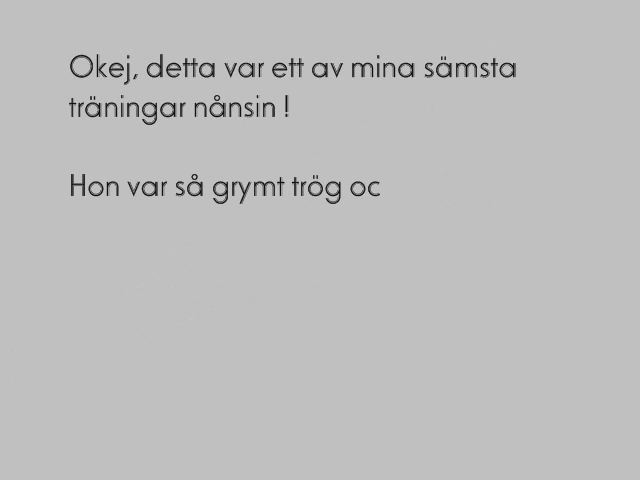 Okej, detta var ett av mina sämsta
träningar nånsin !
Hon var så grymt trög oc